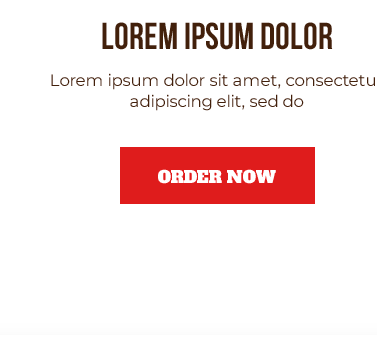 LOREM IPSUM DOLOR
Lorem ipsum dolor sit amet, consectetu
adipiscing elit, sed do
ORDER NOW